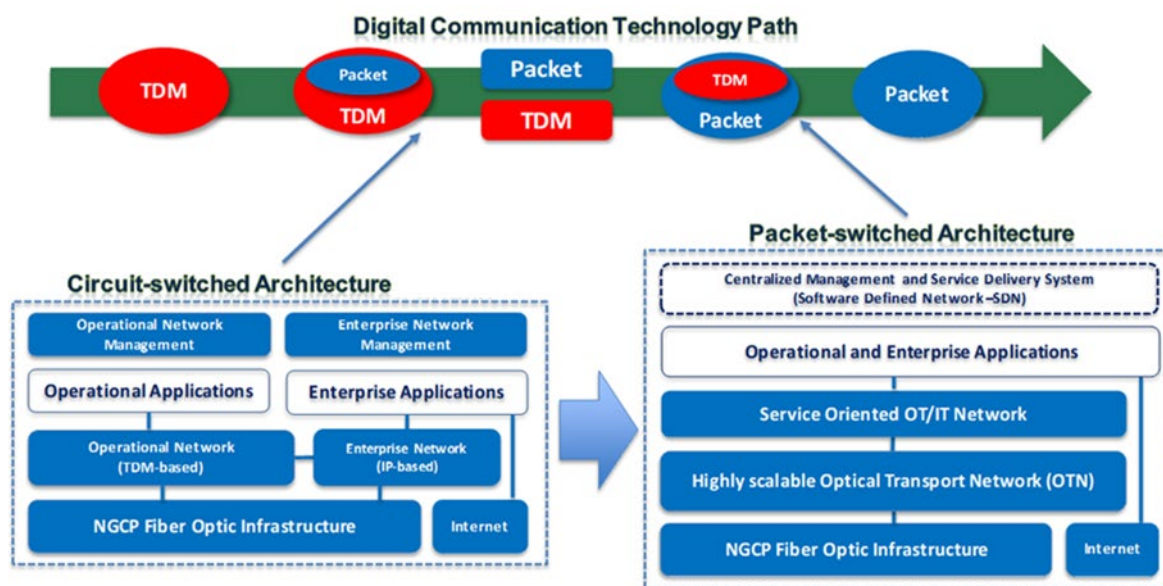 Digital Communication Technology Path
TDM
Packet
TDM
Packet
TDM
TDM
Packet
Packet
Circuit-switched Architecture
Operational Network
Management
Enterprise Network
Management
Operational Applications
Enterprise Applications
Operational Network
(TDM-based)
Enterprise Network
(IP-based)
NGCP Fiber Optic Infrastructure
Internet
Packet-switched Architecture
Centralized Management and Service Delivery System
(Software Defined Network–SDN)
Operational and Enterprise Applications
Service Oriented OT/IT Network
Highly scalable Optical Transport Network (OTN)
NGCP Fiber Optic Infrastructure
Internet